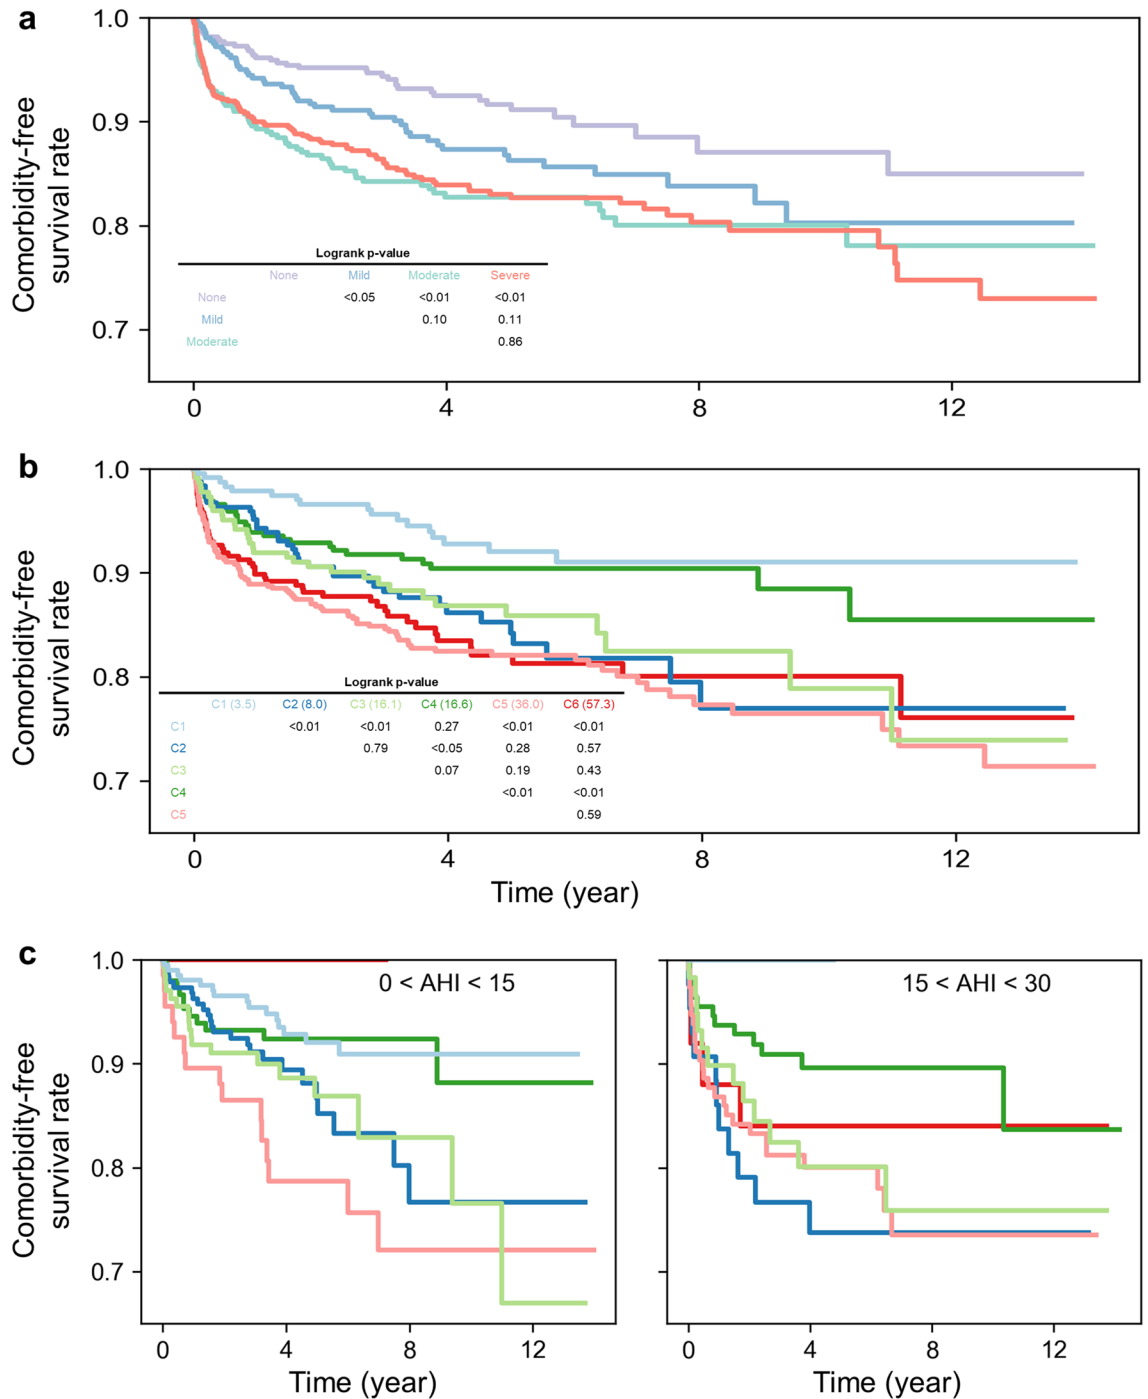 a
1.0
0.9
0.8
0.7
Comorbidity-free
survival rate
Logrank p-value
None Mild Moderate Severe
None <0.05 <0.01 <0.01
Mild 0.10 0.11
Moderate 0.86
0 4 8 12
b
1.0
0.9
0.8
0.7
Comorbidity-free
survival rate
Logrank p-value
C1 (3.5) C2 (8.0) C3 (16.1) C4 (16.6) C5 (36.0) C6 (57.3)
C1 <0.01 <0.01 0.27 <0.01 <0.01
C2 0.79 <0.05 0.28 0.57
C3 0.07 0.19 0.43
C4 <0.01 <0.01
C5 0.59
0 4 8 12
Time (year)
c
1.0
0.9
0.8
0.7
Comorbidity-free
survival rate
0 < AHI < 15
0 4 8 12
Time (year)
15 < AHI < 30
0 4 8 12
Time (year)